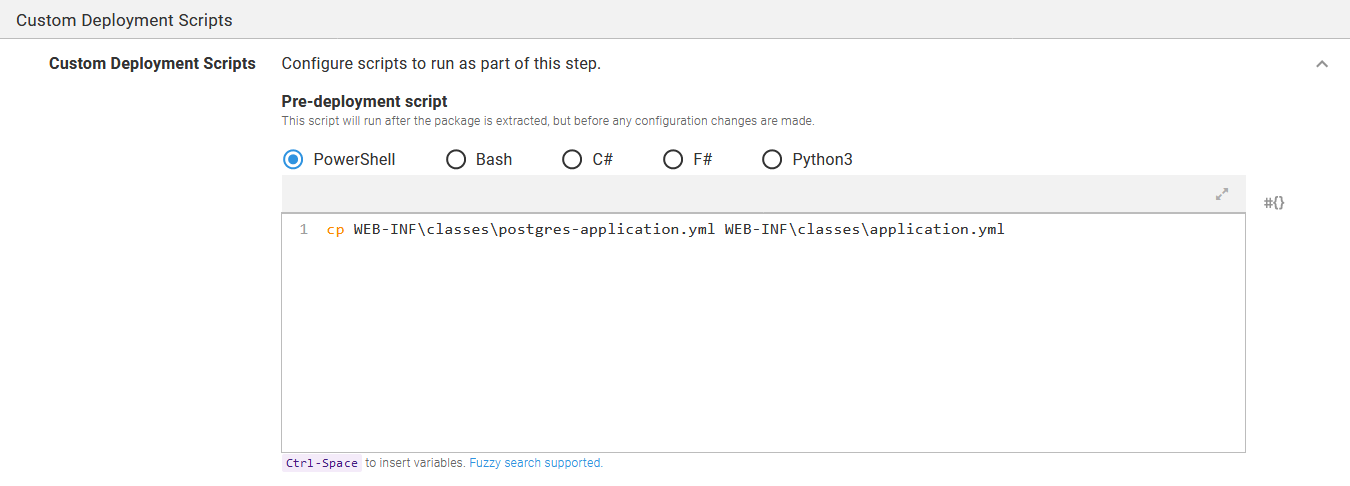 Custom Deployment Scripts
Custom Deployment Scripts Configure scripts to run as part of this step.
Pre-deployment script
This script will run after the package is extracted, but before any configuration changes are made.
PowerShell Bash C# F# Python3
#{}
1 cp WEB-INF\classes\postgres-application.yml WEB-INF\classes\application.yml
Ctrl-Space to insert variables. Fuzzy search supported.